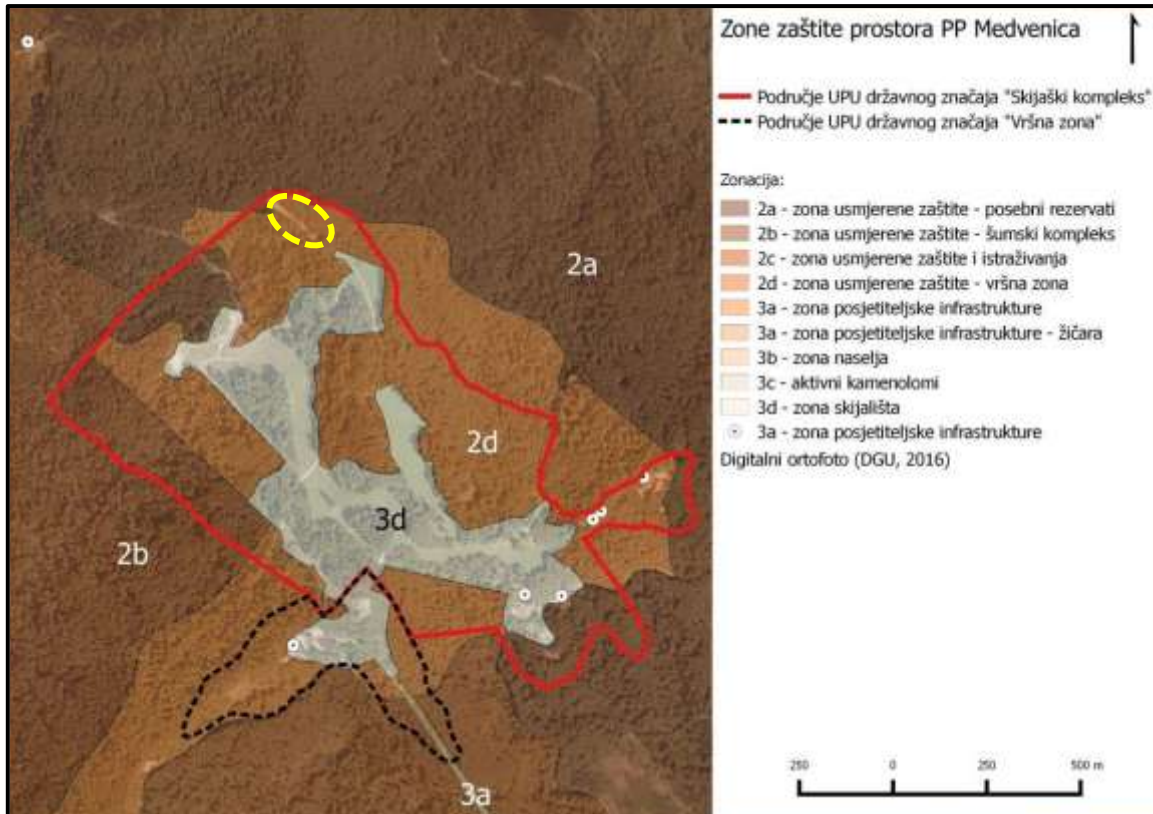 Zone zaštite prostora PP Medvenica
Područje UPU državnog značaja "Skijaški kompleks"
Područje UPU državnog značaja "Vršna zona"
Zonacija:
2a - zona usmjerene zaštite - posebni rezervati
2b - zona usmjerene zaštite - šumski kompleks
2c - zona usmjerene zaštite i istraživanja
2d - zona usmjerene zaštite - vršna zona
3a - zona posjetiteljske infrastrukture
3a - zona posjetiteljske infrastrukture - žičara
3b - zona naselja
3c - aktivni kamenolomi
3d - zona skijališta
3a - zona posjetiteljske infrastrukture
Digitalni ortofoto (DGU, 2016)
2a
2d
3d
2b
3a
250 0 250 500 m